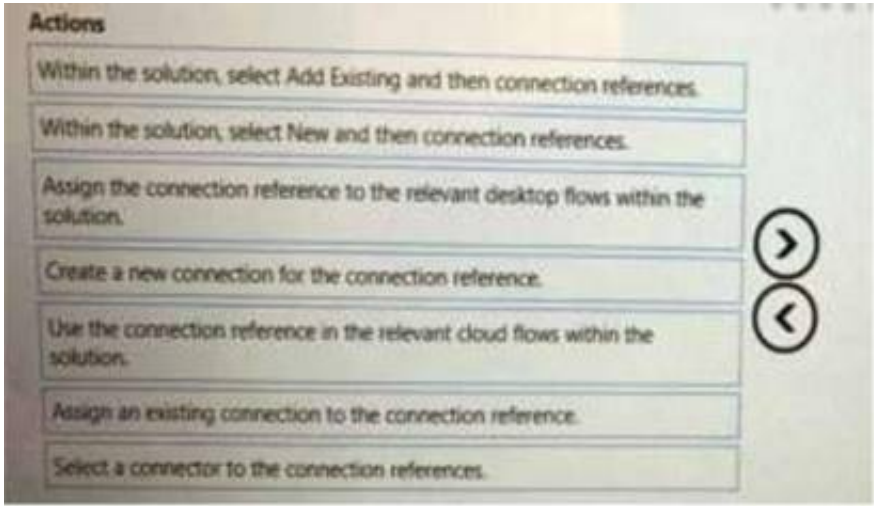 Actions
Within the solution, select Add Existing and then connection references.
Within the solution, select New and then connection references.
Assign the connection reference to the relevant desktop flows within the
solution.
Create a new connection for the connection reference.
Use the connection reference in the relevant cloud flows within the
solution.
Assign an existing connection to the connection reference.
Select a connector to the connection references.